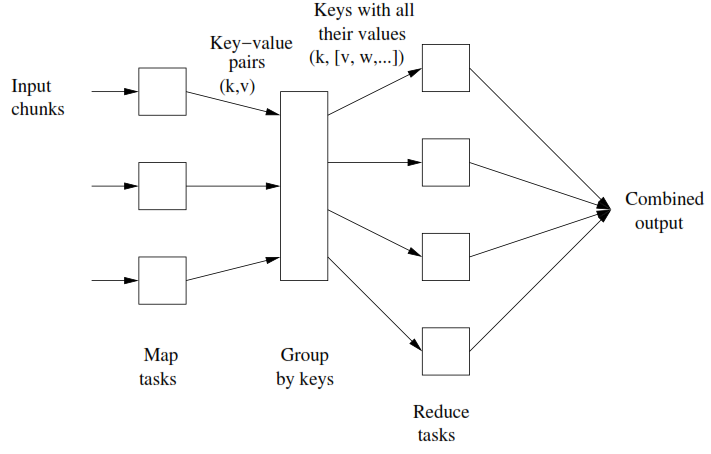 Keys with all
their values
(k, [v, w,...])
Key−value
pairs
(k,v)
Input
chunks
Combined
output
Map
tasks
Group
by keys
Reduce
tasks